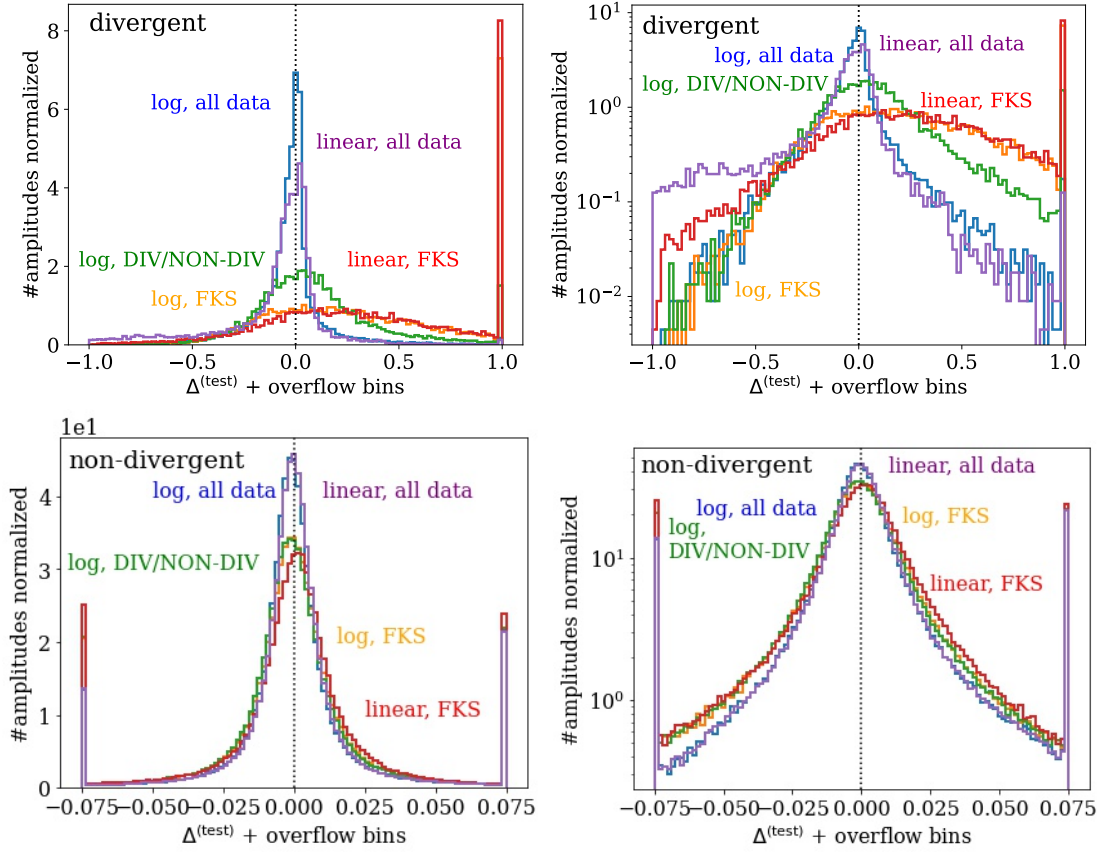 divergent
log, all data
linear, all data
log, DIV/NON-DIV
linear, FKS
log, FKS
#amplitudes normalized
0
2
4
6
8
−1.0
−0.5
0.0
0.5
1.0
Δ(test) + overflow bins
divergent
log, all data
linear, all data
log, DIV/NON-DIV
linear, FKS
log, FKS
#amplitudes normalized
10^1
10^0
10^−1
10^−2
−1.0
−0.5
0.0
0.5
1.0
Δ(test) + overflow bins
1e1
non-divergent
log, all data
linear, all data
log, DIV/NON-DIV
log, FKS
linear, FKS
#amplitudes normalized
0
1
2
3
4
−0.075
−0.050
−0.025
0.000
0.025
0.050
0.075
Δ(test) + overflow bins
non-divergent
linear, all data
log, all data
log, FKS
log,
DIV/NON-DIV
linear, FKS
#amplitudes normalized
10^1
10^0
−0.075
−0.050
−0.025
0.000
0.025
0.050
0.075
Δ(test) + overflow bins